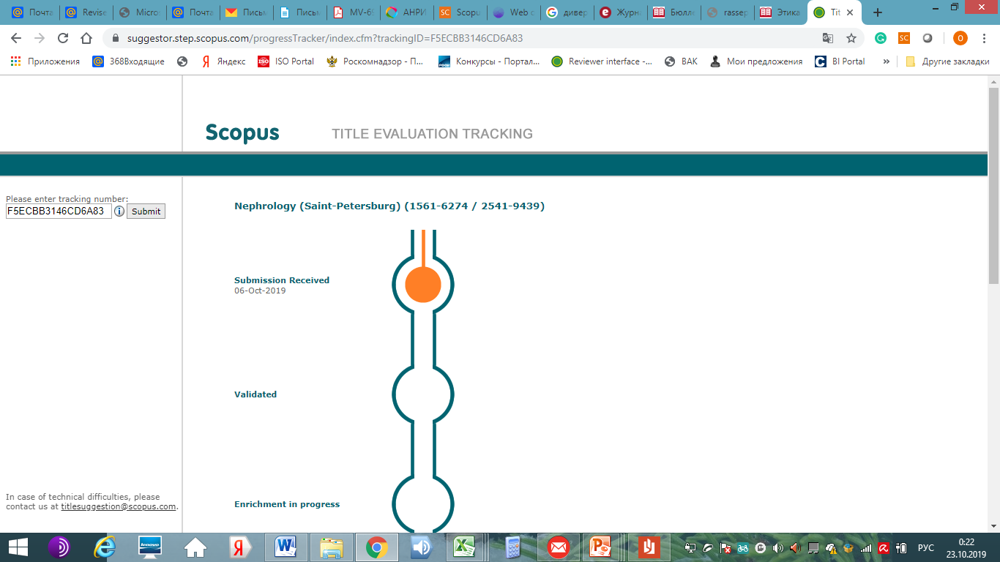 Почта
Revise
Micro
Почта
Письм
Письм
MV-65
АНРИ
Scopu
Web c
дивер
Журн
Бюлле
rassep
Этика
Tit
suggestor.step.scopus.com/progressTracker/index.cfm?trackingID=F5ECBB3146CD6A83
Приложения
368Входящие
Яндекс
ISO Portal
Роскомнадзор - П...
Конкурсы - Портал...
Reviewer interface -...
ВАК
Мои предложения
BI Portal
»
Другие закладки
Scopus
TITLE EVALUATION TRACKING
Please enter tracking number:
F5ECBB3146CD6A83
Submit
Nephrology (Saint-Petersburg) (1561-6274 / 2541-9439)
Submission Received
06-Oct-2019
Validated
Enrichment in progress
In case of technical difficulties, please
contact us at titlesuggestion@scopus.com.
РУС
0:22
23.10.2019